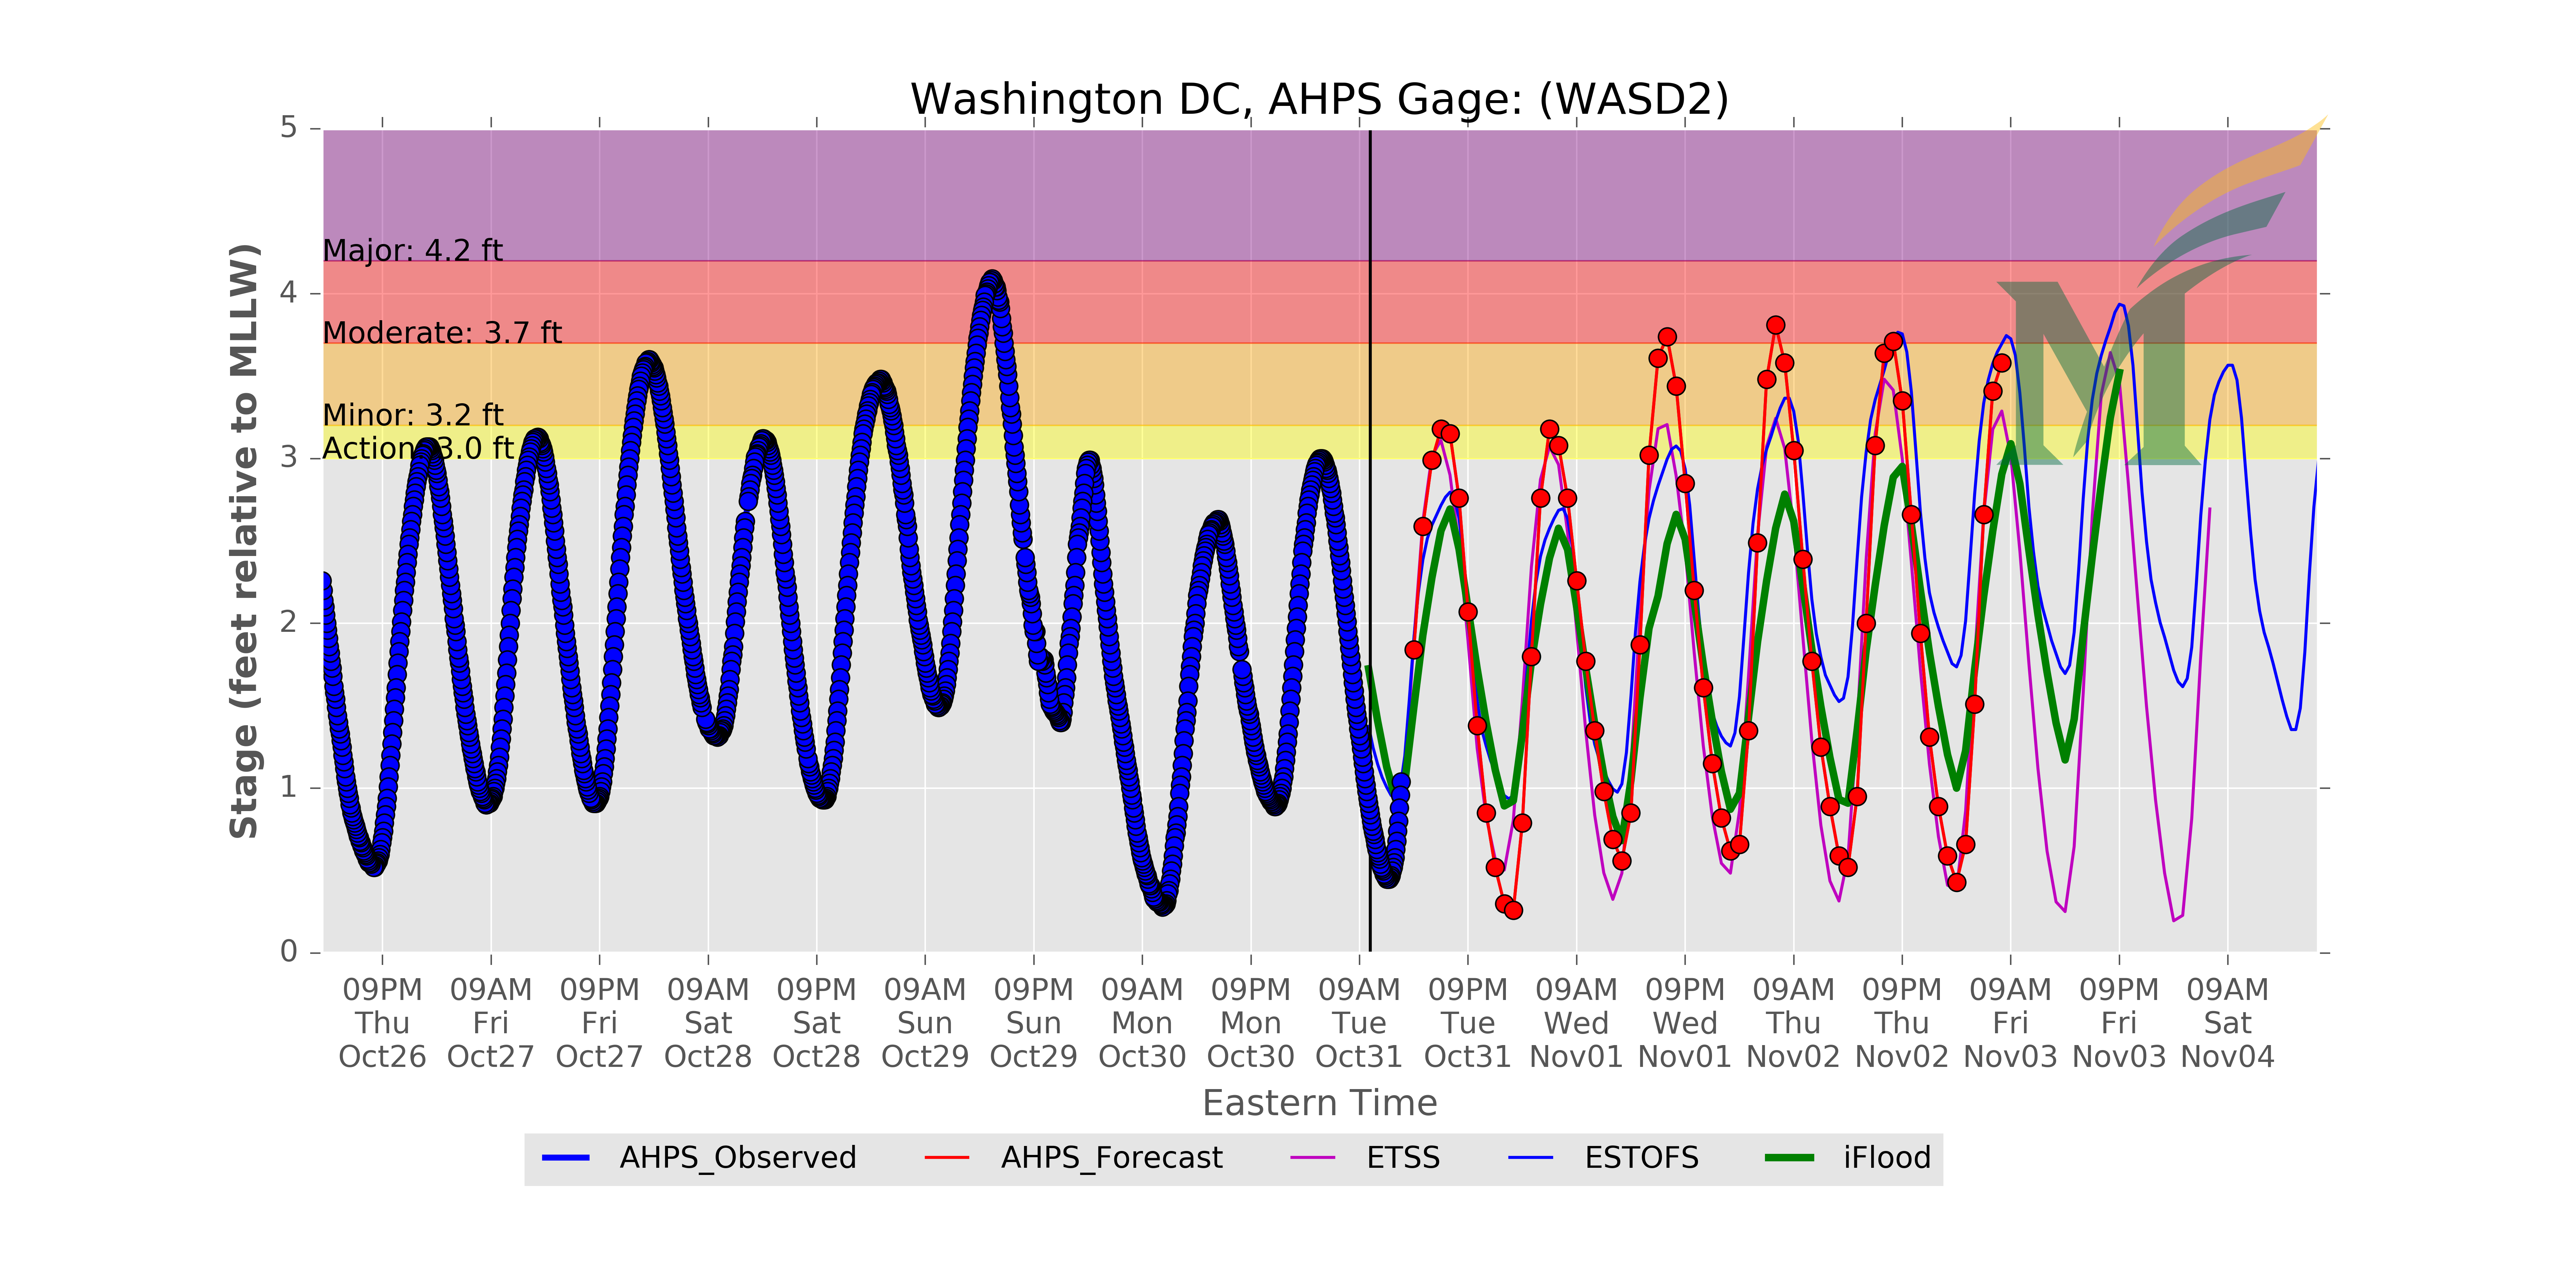 Washington DC, AHPS Gage: (WASD2)
Stage (feet relative to MLLW)
5
4
3
2
1
0
Major: 4.2 ft
Moderate: 3.7 ft
Minor: 3.2 ft
Action: 3.0 ft
09PM 09AM 09PM 09AM 09PM 09AM 09PM 09AM 09PM 09AM 09PM 09AM 09PM 09AM 09PM 09AM 09PM 09AM
Thu Fri Fri Sat Sat Sun Sun Mon Mon Tue Tue Wed Wed Thu Thu Fri Fri Sat
Oct26 Oct27 Oct27 Oct28 Oct28 Oct29 Oct29 Oct30 Oct30 Oct31 Oct31 Nov01 Nov01 Nov02 Nov02 Nov03 Nov03 Nov04
Eastern Time
AHPS_Observed AHPS_Forecast ETSS ESTOFS iFlood